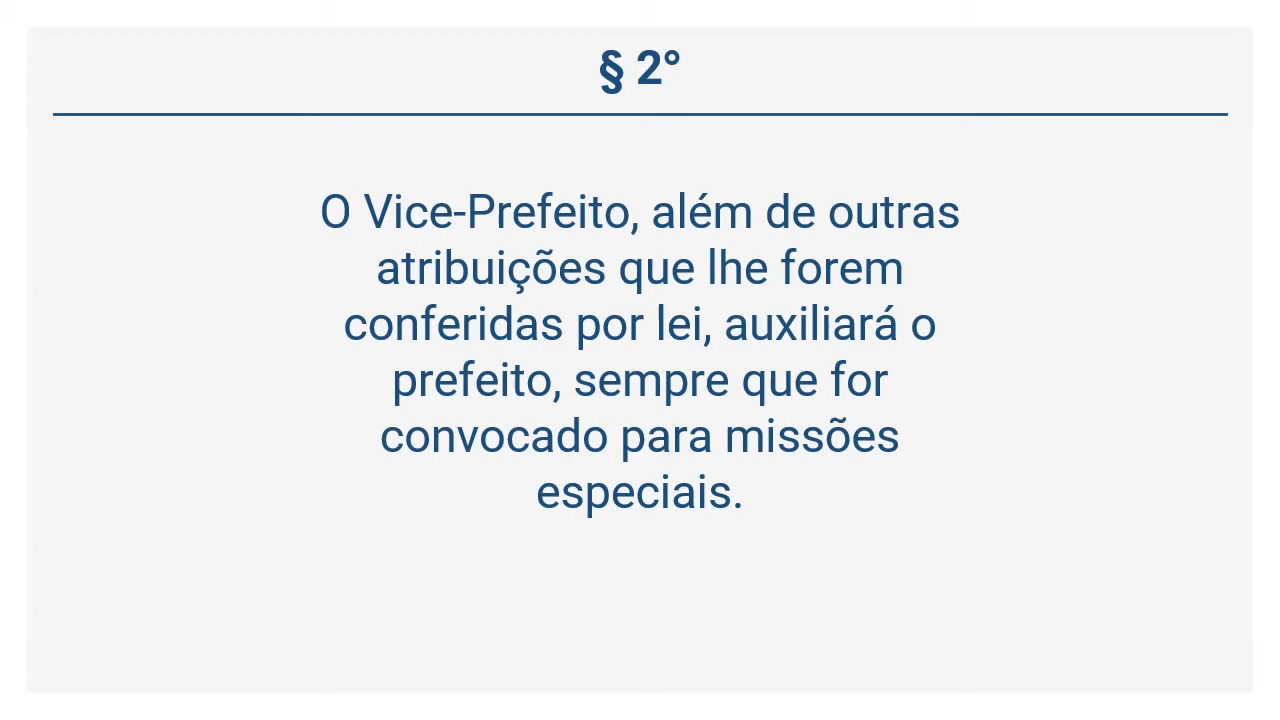 § 2°
O Vice-Prefeito, além de outras
atribuições que lhe forem
conferidas por lei, auxiliará o
prefeito, sempre que for
convocado para missões
especiais.